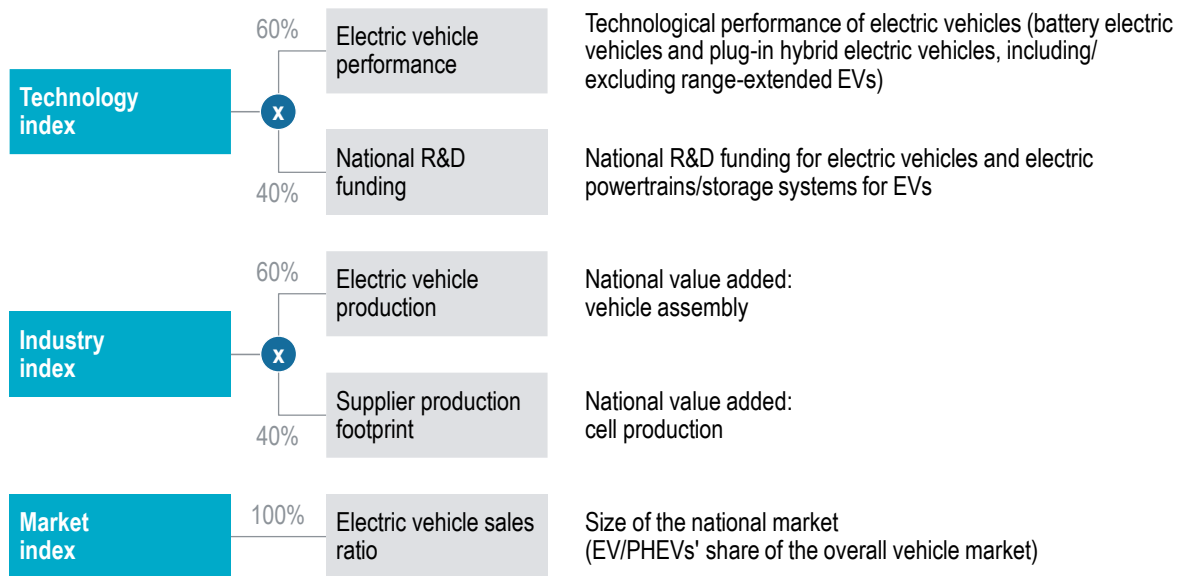 Technology
index
60%
x
40%
Electric vehicle
performance
Technological performance of electric vehicles (battery electric
vehicles and plug-in hybrid electric vehicles, including/
excluding range-extended EVs)
National R&D
funding
National R&D funding for electric vehicles and electric
powertrains/storage systems for EVs
Industry
index
60%
x
40%
Electric vehicle
production
National value added:
vehicle assembly
Supplier production
footprint
National value added:
cell production
Market
index
100%
Electric vehicle sales
ratio
Size of the national market
(EV/PHEVs' share of the overall vehicle market)